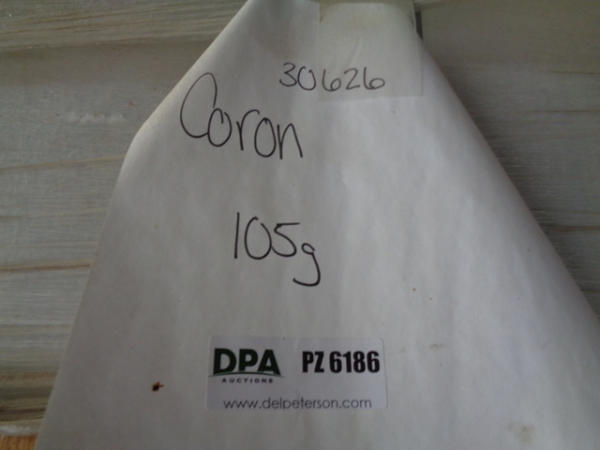 30626
Coron
105g
DPA PZ 6186
AUCTIONS
www.delpeterson.com